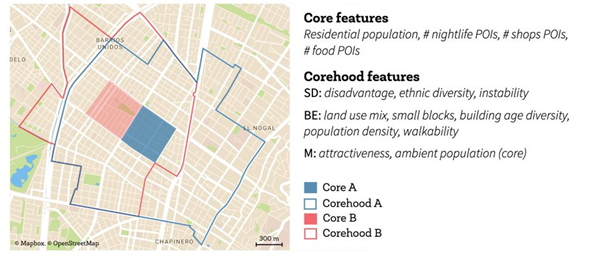 BARRIOS
UNIDOS
DELO
EL NOGAL
CHAPINERO
300 m
© Mapbox, © OpenStreetMap
Core features
Residential population, # nightlife POIs, # shops POIs,
# food POIs
Corehood features
SD: disadvantage, ethnic diversity, instability
BE: land use mix, small blocks, building age diversity,
population density, walkability
M: attractiveness, ambient population (core)
Core A
Corehood A
Core B
Corehood B